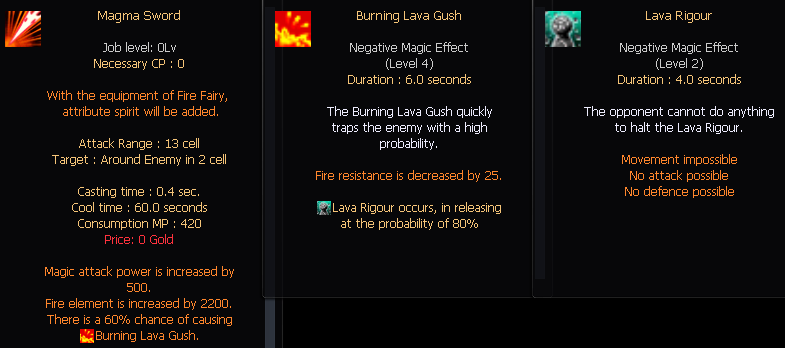 Magma Sword
Job level: 0Lv
Necessary CP : 0
With the equipment of Fire Fairy,
attribute spirit will be added.
Attack Range : 13 cell
Target : Around Enemy in 2 cell
Casting time : 0.4 sec.
Cool time : 60.0 seconds
Consumption MP : 420
Price: 0 Gold
Magic attack power is increased by
500.
Fire element is increased by 2200.
There is a 60% chance of causing
Burning Lava Gush.
Burning Lava Gush
Negative Magic Effect
(Level 4)
Duration : 6.0 seconds
The Burning Lava Gush quickly
traps the enemy with a high
probability.
Fire resistance is decreased by 25.
Lava Rigour occurs, in releasing
at the probability of 80%
Lava Rigour
Negative Magic Effect
(Level 2)
Duration : 4.0 seconds
The opponent cannot do anything
to halt the Lava Rigour.
Movement impossible
No attack possible
No defence possible